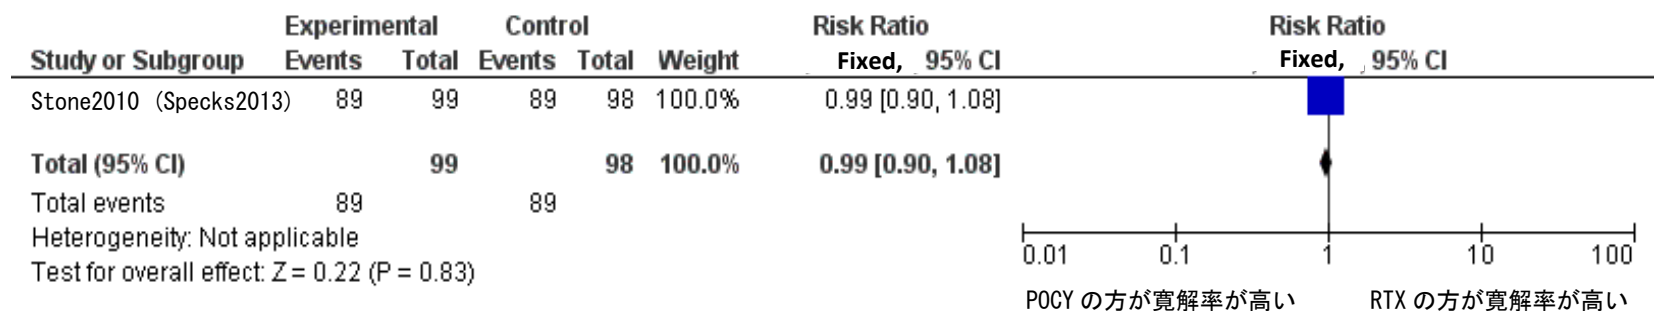 Experimental Control Risk Ratio Risk Ratio
Study or Subgroup Events Total Events Total Weight Fixed, 95% CI Fixed, 95% CI
Stone2010 (Specks2013) 89 99 89 98 100.0% 0.99 [0.90, 1.08]
Total (95% CI) 99 98 100.0% 0.99 [0.90, 1.08]
Total events 89 89
Heterogeneity: Not applicable
Test for overall effect: Z = 0.22 (P = 0.83)
0.01 0.1 1 10 100
POCY の方が寛解率が高い RTX の方が寛解率が高い